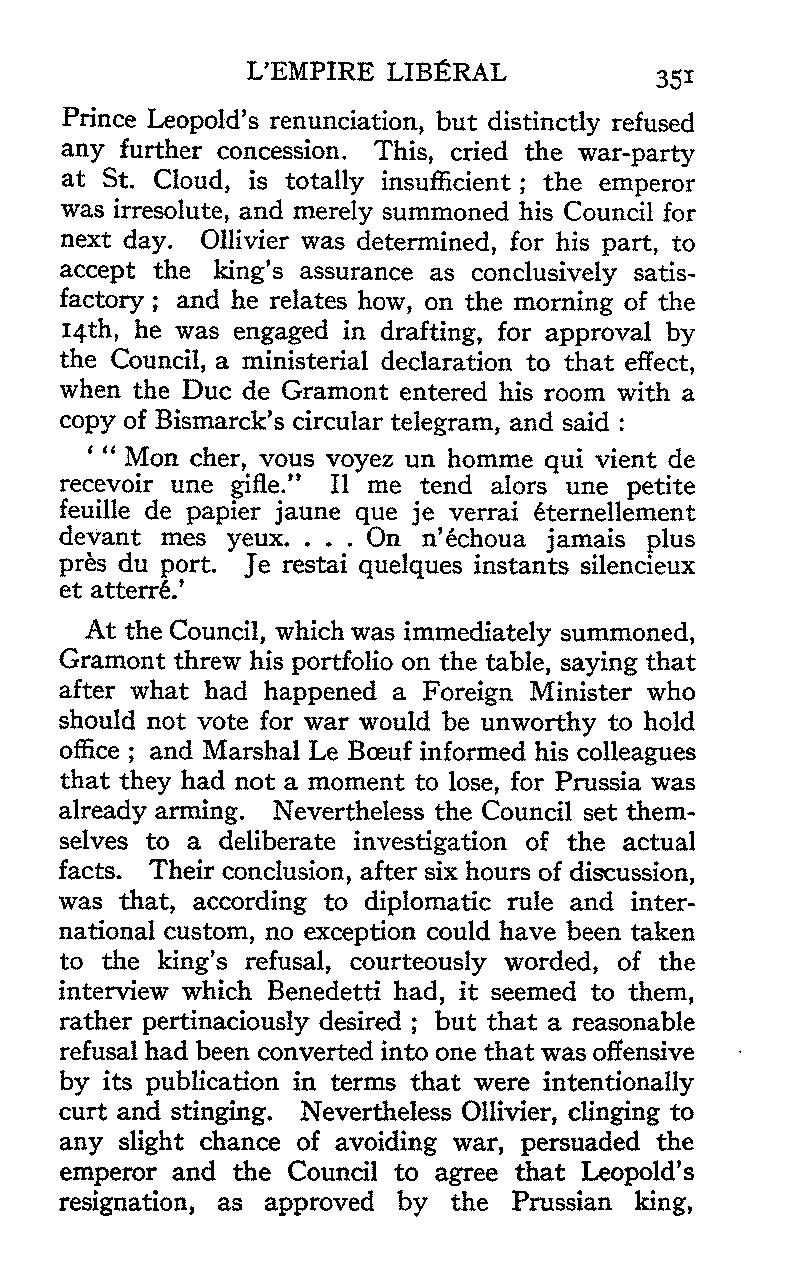 L'EMPIRE LIBÉRAL 351
Prince Leopold's renunciation, but distinctly refused
any further concession. This, cried the war-party
at St. Cloud, is totally insufficient ; the emperor
was irresolute, and merely summoned his Council for
next day. Ollivier was determined, for his part, to
accept the king's assurance as conclusively satis-
factory ; and he relates how, on the morning of the
14th, he was engaged in drafting, for approval by
the Council, a ministerial declaration to that effect,
when the Duc de Gramont entered his room with a
copy of Bismarck's circular telegram, and said :
' “ Mon cher, vous voyez un homme qui vient de
recevoir une gifle.” Il me tend alors une petite
feuille de papier jaune que je verrai éternellement
devant mes yeux. . . . On n'échoua jamais plus
près du port. Je restai quelques instants silencieux
et atterré.'
At the Council, which was immediately summoned,
Gramont threw his portfolio on the table, saying that
after what had happened a Foreign Minister who
should not vote for war would be unworthy to hold
office ; and Marshal Le Bœuf informed his colleagues
that they had not a moment to lose, for Prussia was
already arming. Nevertheless the Council set them-
selves to a deliberate investigation of the actual
facts. Their conclusion, after six hours of discussion,
was that, according to diplomatic rule and inter-
national custom, no exception could have been taken
to the king's refusal, courteously worded, of the
interview which Benedetti had, it seemed to them,
rather pertinaciously desired ; but that a reasonable
refusal had been converted into one that was offensive
by its publication in terms that were intentionally
curt and stinging. Nevertheless Ollivier, clinging to
any slight chance of avoiding war, persuaded the
emperor and the Council to agree that Leopold's
resignation, as approved by the Prussian king,